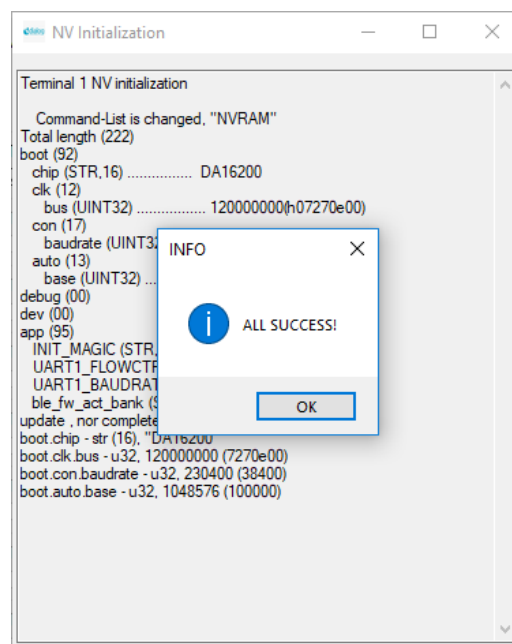 NV Initialization
Terminal 1 NV initialization
Command-List is changed, "NVRAM"
Total length (222)
boot (92)
chip (STR,16) ................ DA16200
clk (12)
bus (UINT32) ................. 120000000(h07270e00)
con (17)
baudrate (UINT32
auto (13)
base (UINT32) ...
debug (00)
dev (00)
app (95)
INIT_MAGIC (STR,
UART1_FLOWCTR
UART1_BAUDRAT
ble_fw_act_bank (S
update , nor complete
boot.chip - str (16), "DA16200
boot.clk.bus - u32, 120000000 (7270e00)
boot.con.baudrate - u32, 230400 (38400)
boot.auto.base - u32, 1048576 (100000)
INFO
ALL SUCCESS!
OK